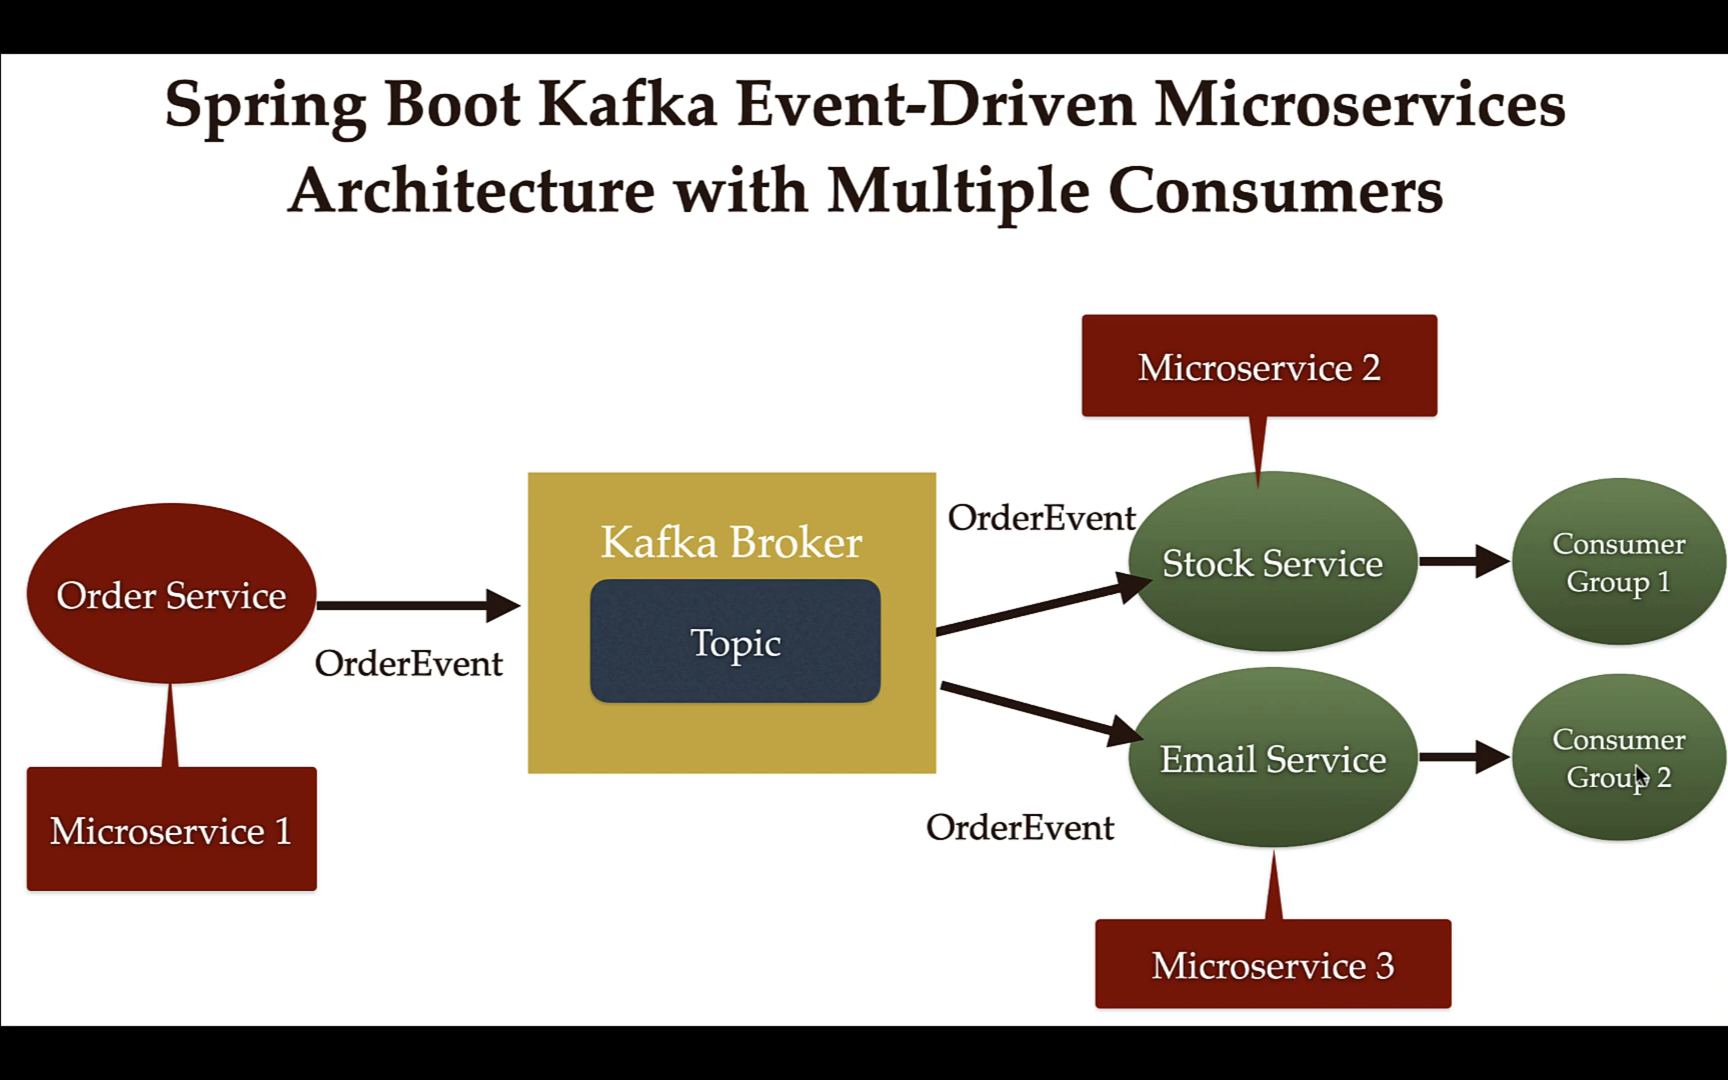 Spring Boot Kafka Event-Driven Microservices
Architecture with Multiple Consumers
Microservice 2
OrderEvent
Kafka Broker
Stock Service
Consumer
Group 1
Order Service
Topic
OrderEvent
Email Service
Consumer
Group 2
Microservice 1
OrderEvent
Microservice 3